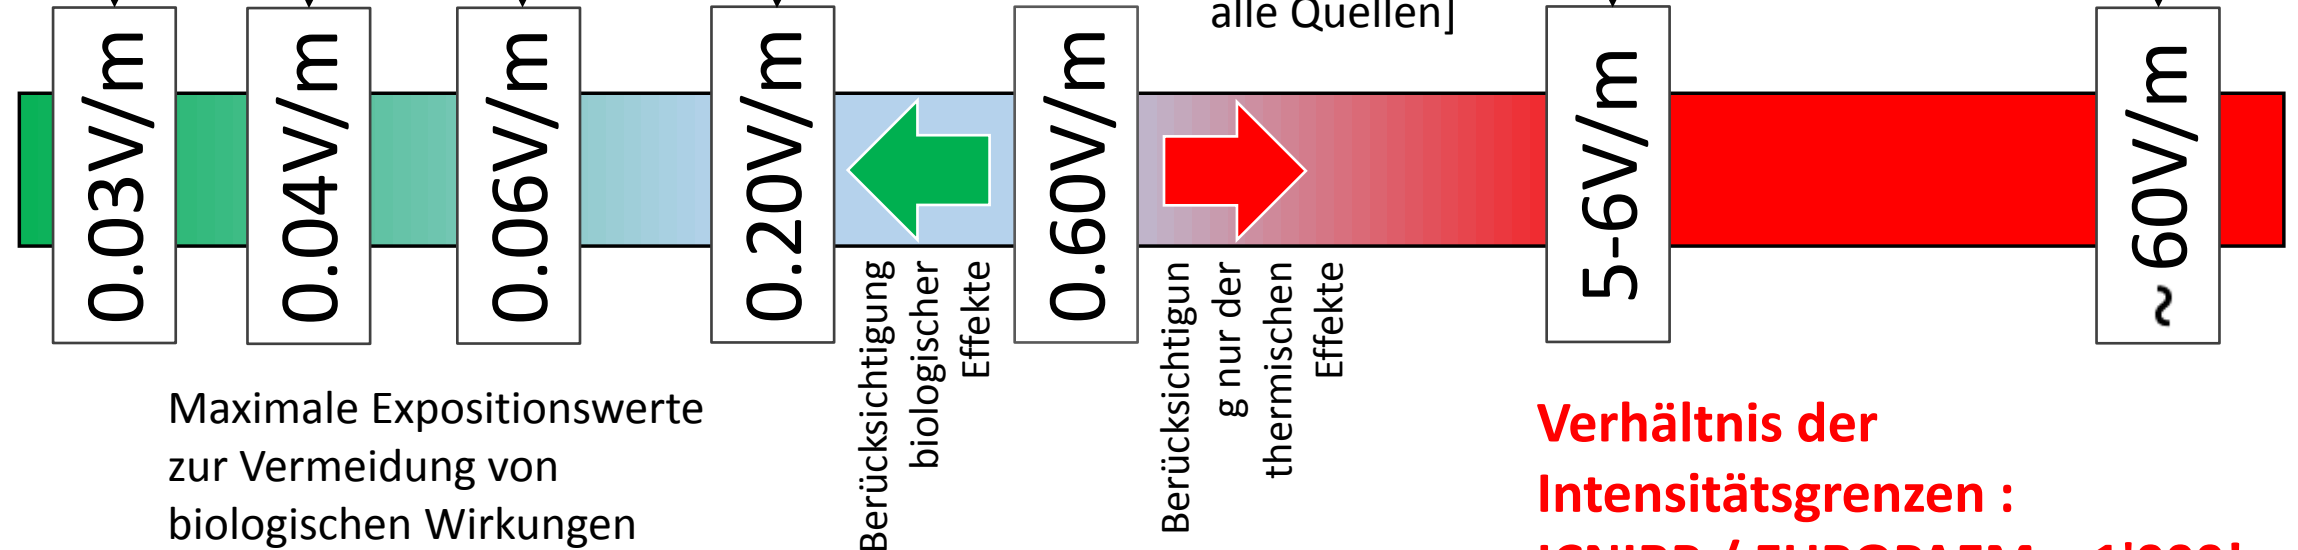 alle Quellen]
0.03V/m
0.04V/m
0.06V/m
0.20V/m
0.60V/m
5-6V/m
~ 60V/m
Berücksichtigung
biologischer
Effekte
Berücksichtigun
g nur der
thermischen
Effekte
Maximale Expositionswerte
zur Vermeidung von
biologischen Wirkungen
Verhältnis der
Intensitätsgrenzen :